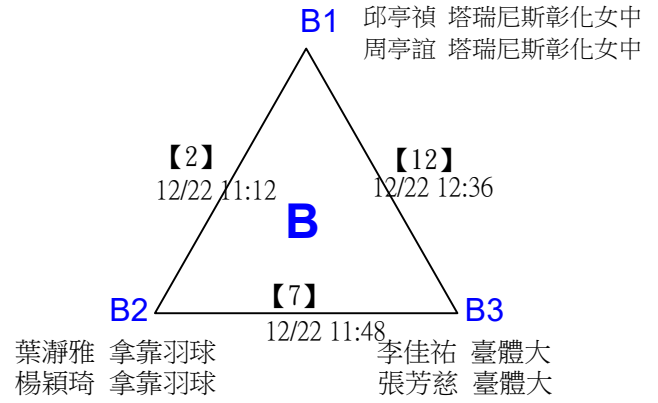 B1
邱亭禎 塔瑞尼斯彰化女中
周亭誼 塔瑞尼斯彰化女中
【2】
12/22 11:12
【12】
12/22 12:36
B
B2
【7】
B3
12/22 11:48
葉瀞雅 拿靠羽球
楊穎琦 拿靠羽球
李佳祐 臺體大
張芳慈 臺體大